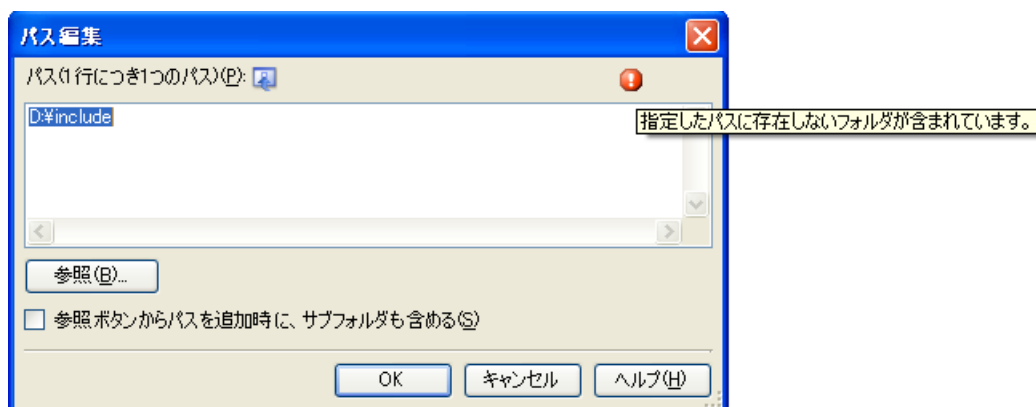 パス編集
パス(1行につき1つのパス)(P):
D:¥include
指定したパスに存在しないフォルダが含まれています。
参照(B)...
参照ボタンからパスを追加時に、サブフォルダも含める(S)
OK キャンセル ヘルプ(H)